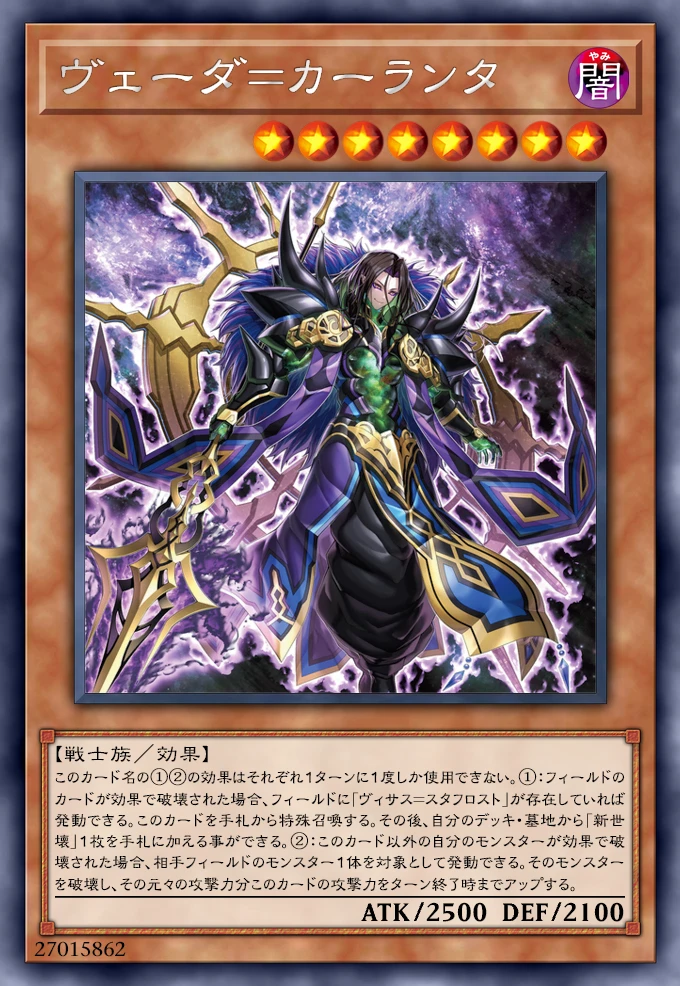 ヴェーダ＝カーランタ
やみ
闇
【戦士族／効果】
このカード名の①②の効果はそれぞれ1ターンに1度しか使用できない。①：フィールドの
カードが効果で破壊された場合、フィールドに「ヴィサス＝スタフロスト」が存在していれば
発動できる。このカードを手札から特殊召喚する。その後、自分のデッキ・墓地から「新世
壊」1枚を手札に加える事ができる。②：このカード以外の自分のモンスターが効果で破
壊された場合、相手フィールドのモンスター1体を対象として発動できる。そのモンスター
を破壊し、その元々の攻撃力分このカードの攻撃力をターン終了時までアップする。
ATK/2500 DEF/2100
27015862